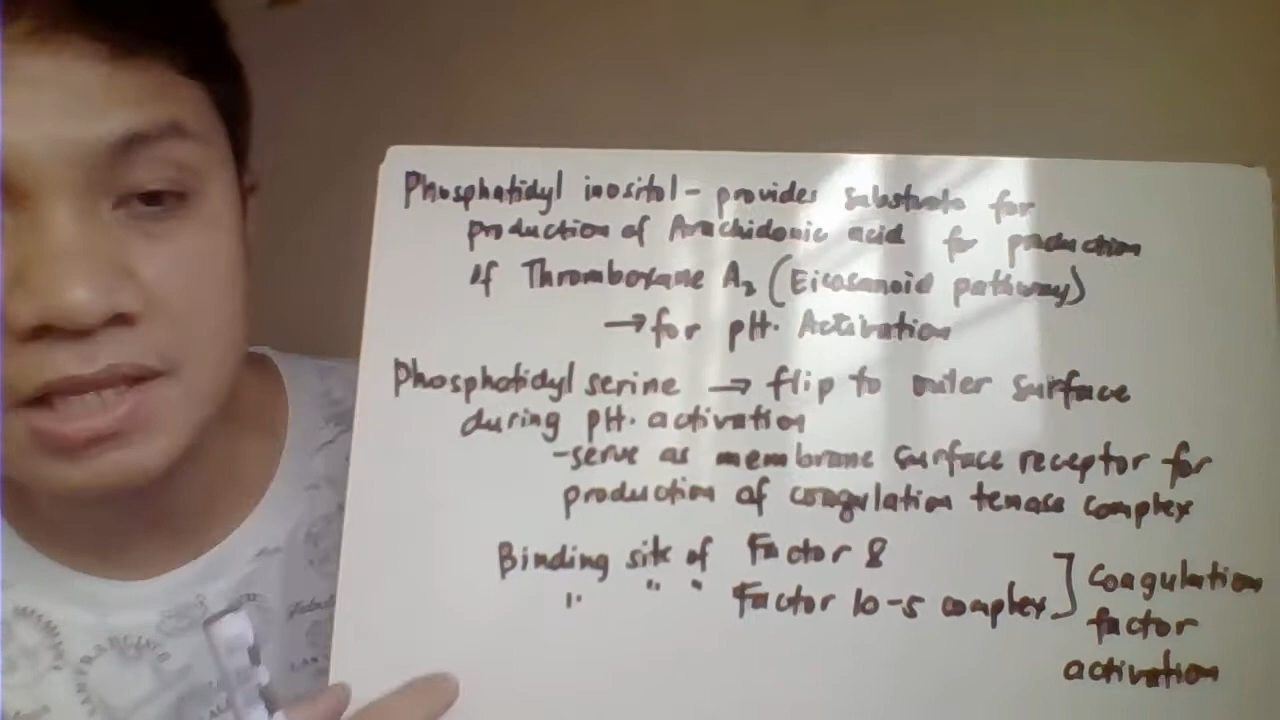 Phosphatidyl inositol - provides substrate for
production of Arachidonic acid for production
of Thromboxane A2 (Eicosanoid pathway)
→ for plt. Activation
Phosphatidyl serine → flip to outer surface
during plt. activation
- serve as membrane surface receptor for
production of coagulation tenase complex
Binding site of Factor 8
" " " Factor 10-5 complex ] Coagulation
factor
activation